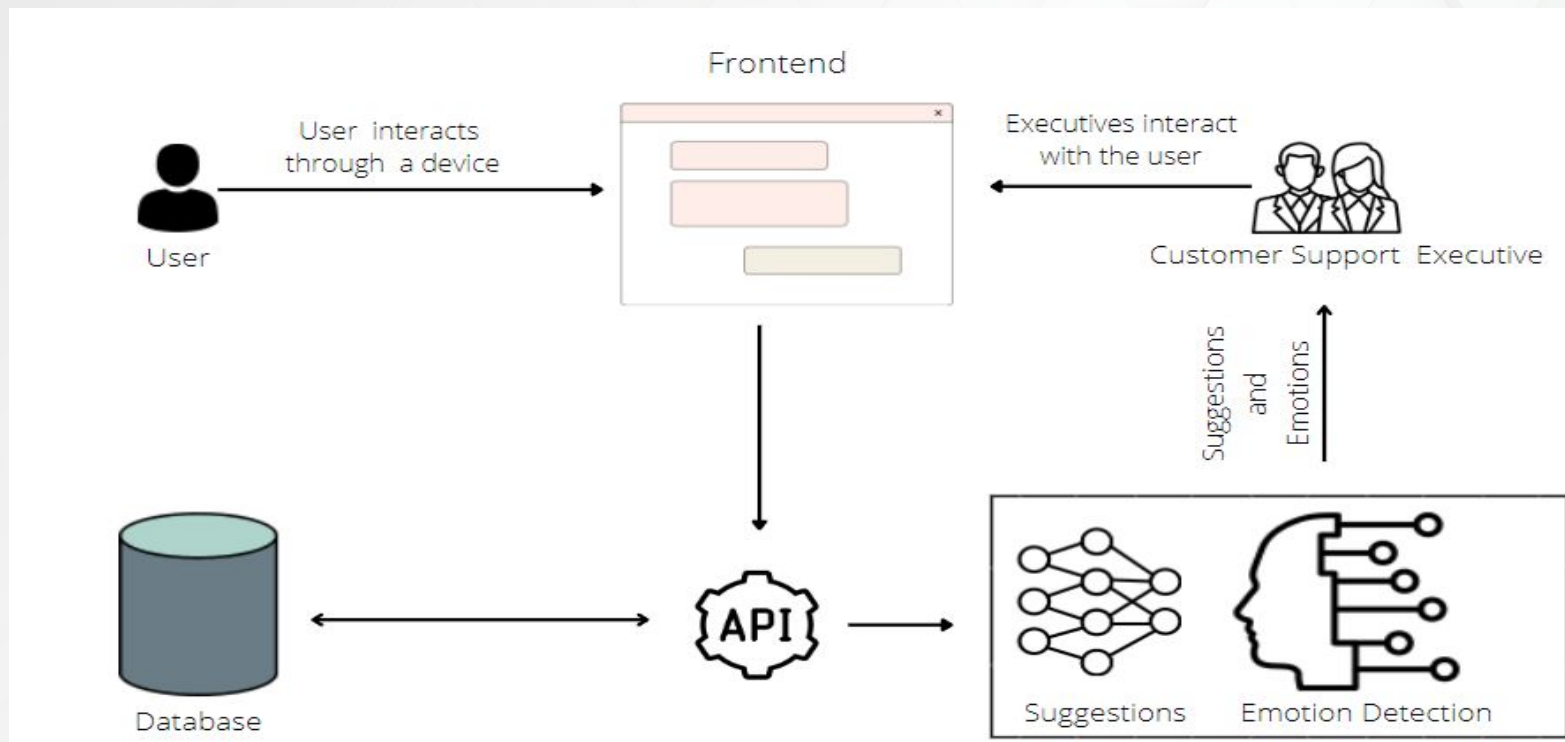 Frontend
User interacts
through a device
Executives interact
with the user
User
Customer Support Executive
Suggestions
and
Emotions
API
Database
Suggestions
Emotion Detection